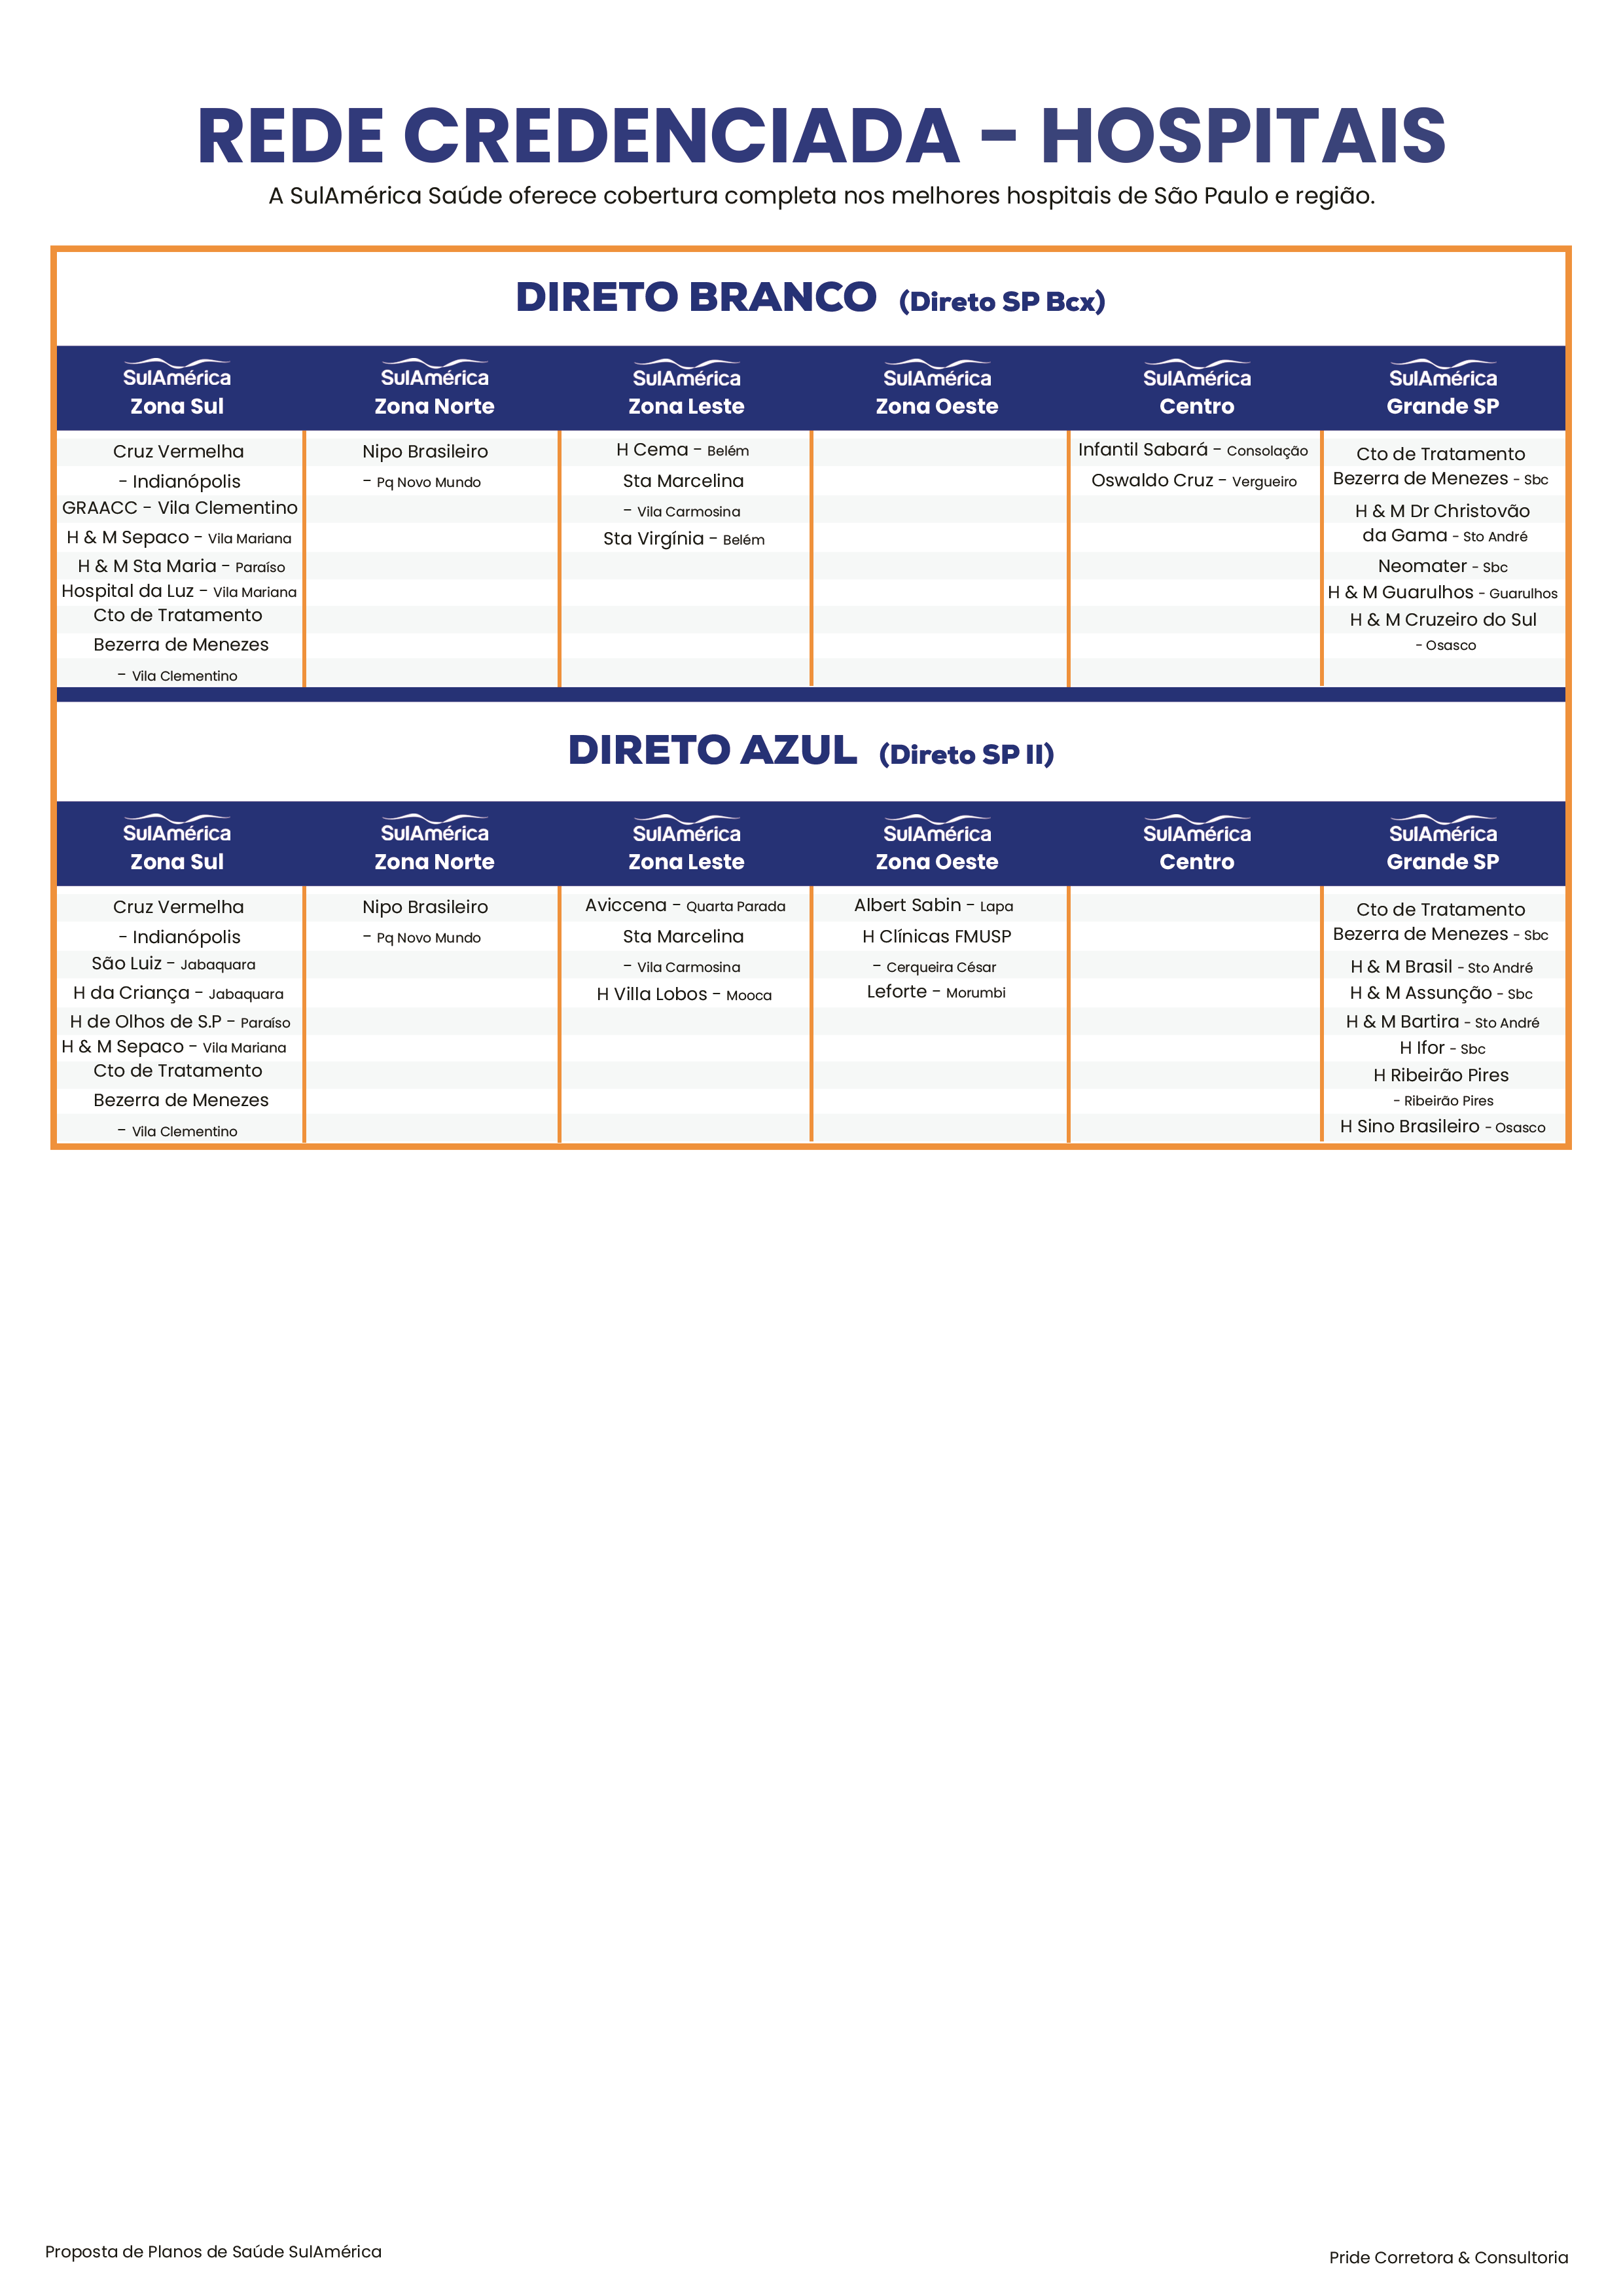 REDE CREDENCIADA - HOSPITAIS
A SulAmérica Saúde oferece cobertura completa nos melhores hospitais de São Paulo e região.
DIRETO BRANCO (Direto SP Bcx)
SulAmérica
Zona Sul
Cruz Vermelha
- Indianópolis
GRAACC - Vila Clementino
H & M Sepaco - Vila Mariana
H & M Sta Maria - Paraíso
Hospital da Luz - Vila Mariana
Cto de Tratamento
Bezerra de Menezes
- Vila Clementino
SulAmérica
Zona Norte
Nipo Brasileiro
- Pq Novo Mundo
SulAmérica
Zona Leste
H Cema - Belém
Sta Marcelina
- Vila Carmosina
Sta Virgínia - Belém
SulAmérica
Zona Oeste
SulAmérica
Centro
Infantil Sabará - Consolação
Oswaldo Cruz - Vergueiro
SulAmérica
Grande SP
Cto de Tratamento
Bezerra de Menezes - Sbc
H & M Dr Christovão
da Gama - Sto André
Neomater - Sbc
H & M Guarulhos - Guarulhos
H & M Cruzeiro do Sul
- Osasco
DIRETO AZUL (Direto SP II)
SulAmérica
Zona Sul
Cruz Vermelha
- Indianópolis
São Luiz - Jabaquara
H da Criança - Jabaquara
H de Olhos de S.P - Paraíso
H & M Sepaco - Vila Mariana
Cto de Tratamento
Bezerra de Menezes
- Vila Clementino
SulAmérica
Zona Norte
Nipo Brasileiro
- Pq Novo Mundo
SulAmérica
Zona Leste
Aviccena - Quarta Parada
Sta Marcelina
- Vila Carmosina
H Villa Lobos - Mooca
SulAmérica
Zona Oeste
Albert Sabin - Lapa
H Clínicas FMUSP
- Cerqueira César
Leforte - Morumbi
SulAmérica
Centro
SulAmérica
Grande SP
Cto de Tratamento
Bezerra de Menezes - Sbc
H & M Brasil - Sto André
H & M Assunção - Sbc
H & M Bartira - Sto André
H Ifor - Sbc
H Ribeirão Pires
- Ribeirão Pires
H Sino Brasileiro - Osasco
Proposta de Planos de Saúde SulAmérica
Pride Corretora & Consultoria